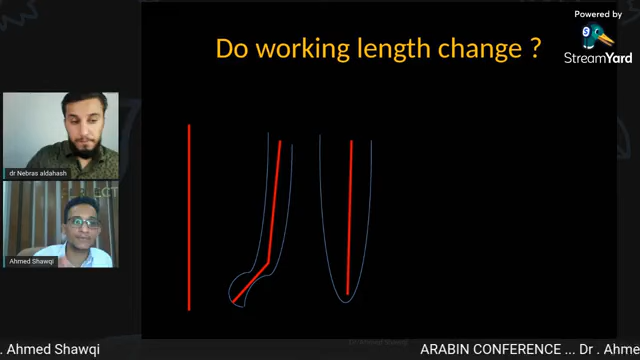 Powered by
StreamYard
Do working length change ?
dr Nebras aldahash
Ahmed Shawqi
. Ahmed Shawqi
ARABIN CONFERENCE ... Dr . Ahme